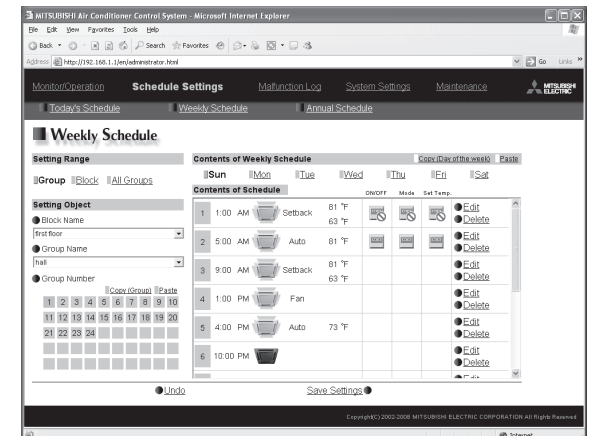 MITSUBISHI Air Conditioner Control System - Microsoft Internet Explorer
File Edit View Favorites Tools Help
Back Search Favorites
Address http://192.168.1.1/en/administrator.html Go Links »
Monitor/Operation Schedule Settings Malfunction Log System Settings Maintenance MITSUBISHI ELECTRIC
Today's Schedule Weekly Schedule Annual Schedule
Weekly Schedule
Setting Range Contents of Weekly Schedule Copy (Day of the week) Paste
Group Block All Groups Sun Mon Tue Wed Thu Fri Sat
Contents of Schedule ON/OFF Mode Set Temp.
Setting Object
Block Name
first floor
Group Name
hall
Group Number
Copy (Group) Paste
1 2 3 4 5 6 7 8 9 10
11 12 13 14 15 16 17 18 19 20
21 22 23 24
1 1:00 AM Setback 81 °F 63 °F Edit Delete
2 5:00 AM Auto 81 °F Edit Delete
3 9:00 AM Setback 81 °F 63 °F Edit Delete
4 1:00 PM Fan Edit Delete
5 4:00 PM Auto 73 °F Edit Delete
6 10:00 PM Edit Delete
Edit
Undo Save Settings
Copyright(C) 2002-2008 MITSUBISHI ELECTRIC CORPORATION All Rights Reserved
Internet